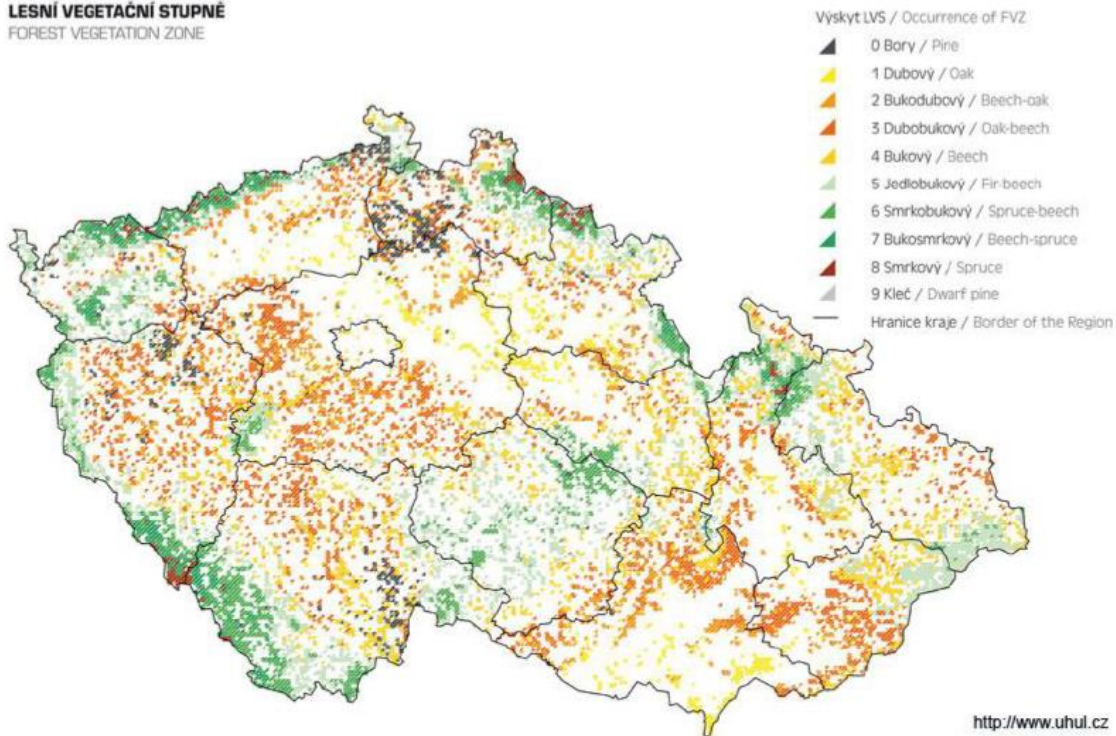 LESNÍ VEGETAČNÍ STUPNĚ
FOREST VEGETATION ZONE
Výskyt LVS / Occurrence of FVZ
0 Bory / Pine
1 Dubový / Oak
2 Bukodubový / Beech-oak
3 Dubobukový / Oak-beech
4 Bukový / Beech
5 Jedlobukový / Fir-beech
6 Smrkobukový / Spruce-beech
7 Bukosmrkový / Beech-spruce
8 Smrkový / Spruce
9 Kleč / Dwarf pine
Hranice kraje / Border of the Region
http://www.uhul.cz